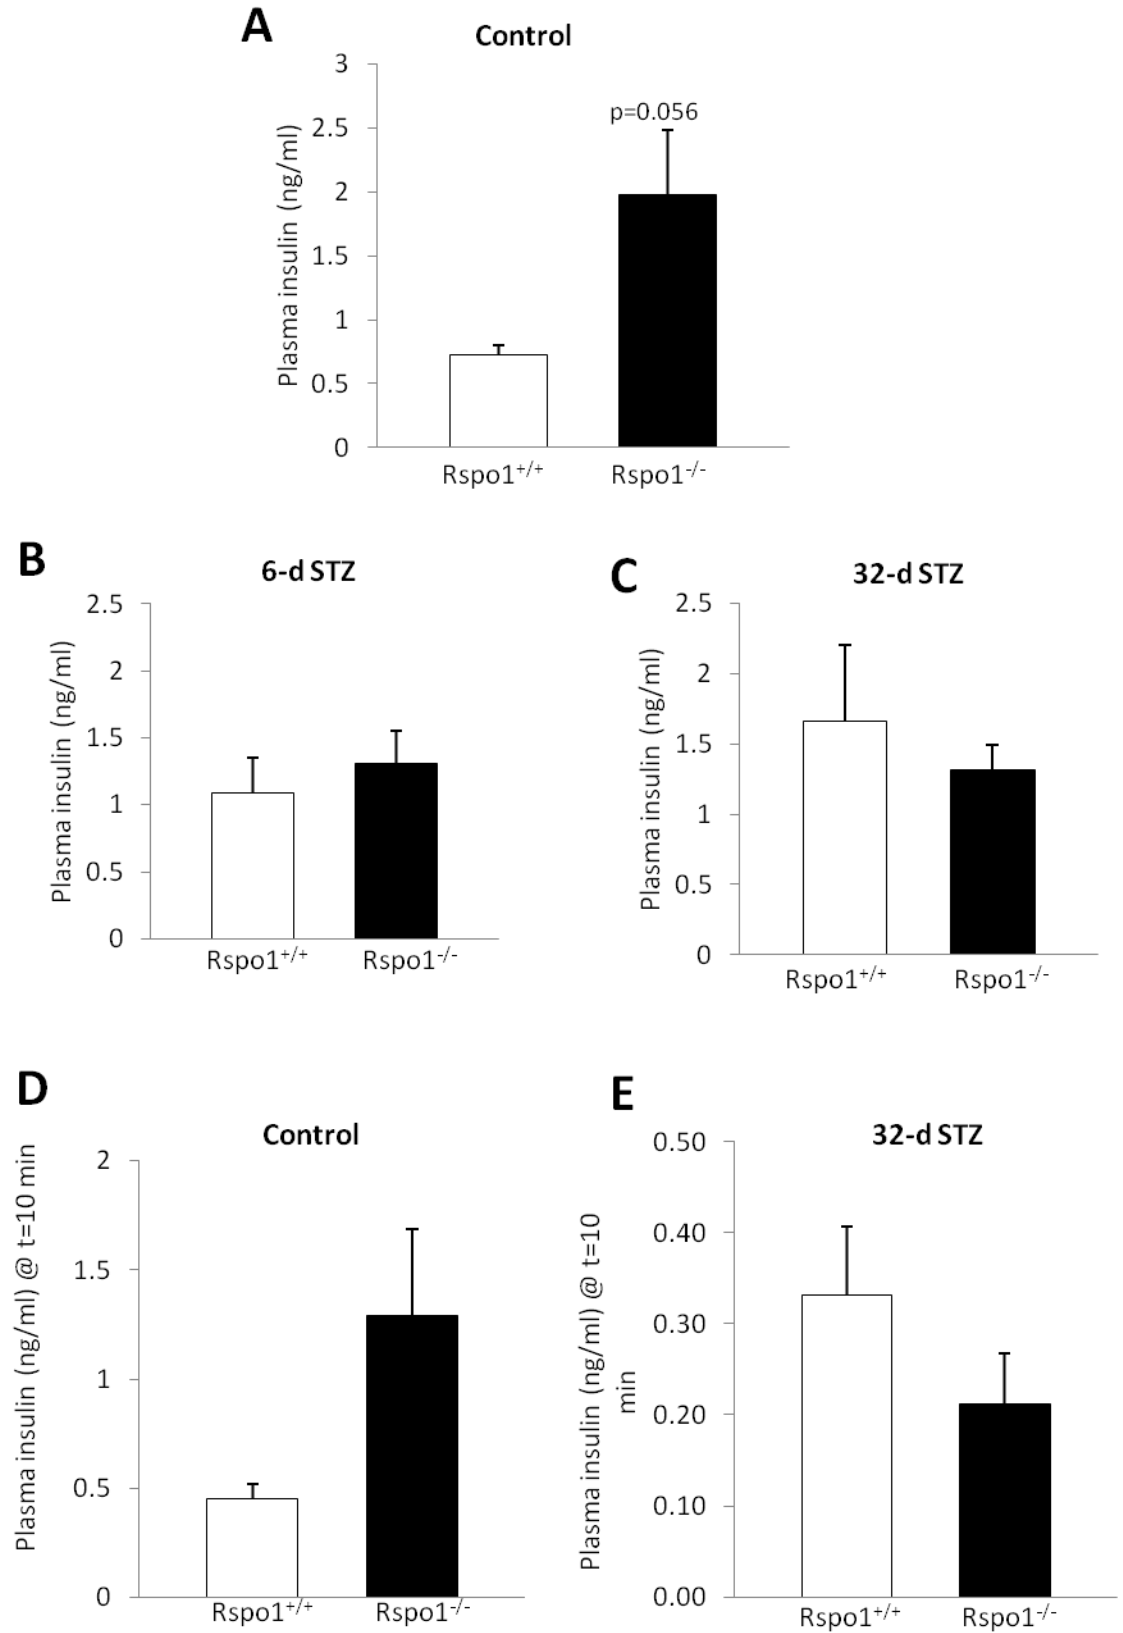 A
Control
Plasma insulin (ng/ml)
3
2.5
2
1.5
1
0.5
0
p=0.056
Rspo1+/+ Rspo1-/-
B
6-d STZ
Plasma insulin (ng/ml)
2.5
2
1.5
1
0.5
0
Rspo1+/+ Rspo1-/-
C
32-d STZ
Plasma insulin (ng/ml)
2.5
2
1.5
1
0.5
0
Rspo1+/+ Rspo1-/-
D
Control
Plasma insulin (ng/ml) @ t=10 min
2
1.5
1
0.5
0
Rspo1+/+ Rspo1-/-
E
32-d STZ
Plasma insulin (ng/ml) @ t=10
min
0.50
0.40
0.30
0.20
0.10
0.00
Rspo1+/+ Rspo1-/-